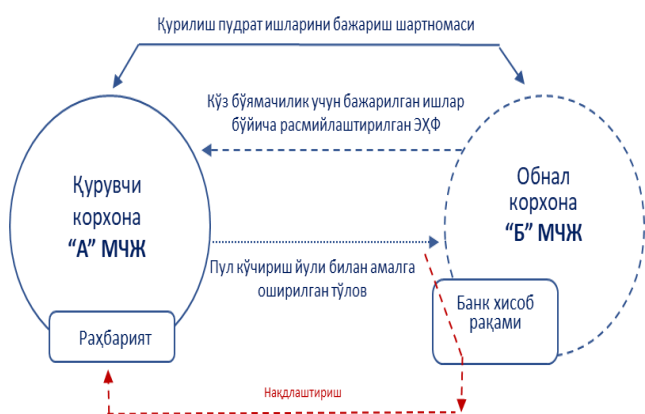 Қурилиш пудрат ишларини бажариш шартномаси
Кўз бўямачилик учун бажарилган ишлар
бўйича расмийлаштирилган ЭҲФ
Қурувчи
корхона
“А” МЧЖ
Обнал
корхона
“Б” МЧЖ
Пул кўчириш йули билан амалга
оширилган тўлов
Банк хисоб
рақами
Раҳбарият
Нақдлаштириш